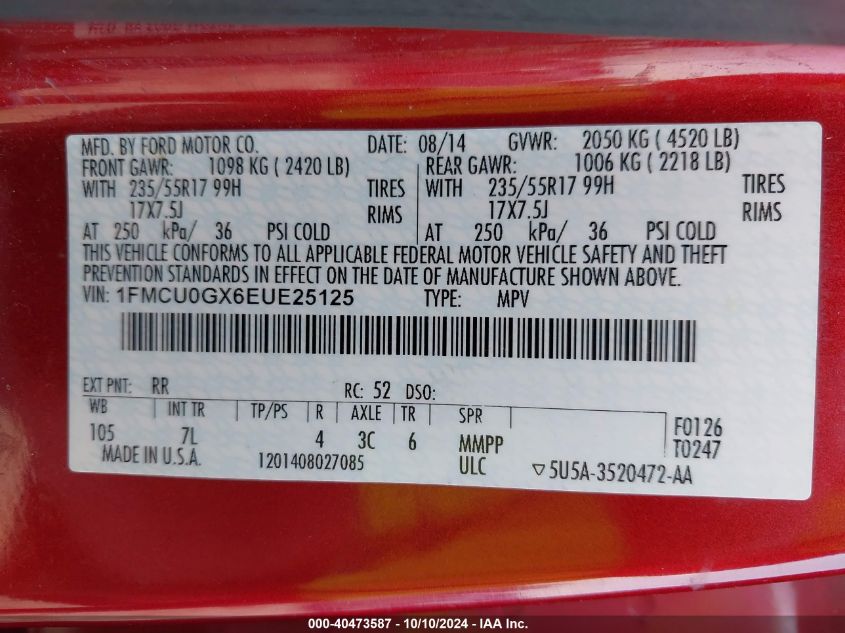 MFD. BY FORD MOTOR CO. DATE: 08/14 GVWR: 2050 KG ( 4520 LB)
FRONT GAWR: 1098 KG ( 2420 LB) REAR GAWR: 1006 KG ( 2218 LB)
WITH 235/55R17 99H TIRES WITH 235/55R17 99H TIRES
17X7.5J RIMS 17X7.5J RIMS
AT 250 kPa/ 36 PSI COLD AT 250 kPa/ 36 PSI COLD
THIS VEHICLE CONFORMS TO ALL APPLICABLE FEDERAL MOTOR VEHICLE SAFETY AND THEFT
PREVENTION STANDARDS IN EFFECT ON THE DATE OF MANUFACTURE SHOWN ABOVE.
VIN: 1FMCU0GX6EUE25125 TYPE: MPV
EXT PNT: RR RC: 52 DSO:
WB INT TR TP/PS R AXLE TR SPR
105 7L 4 3C 6 MMPP F0126
MADE IN U.S.A. 1201408027085 ULC T0247
▽5U5A-3520472-AA
000-40473587 - 10/10/2024 - IAAI Inc.